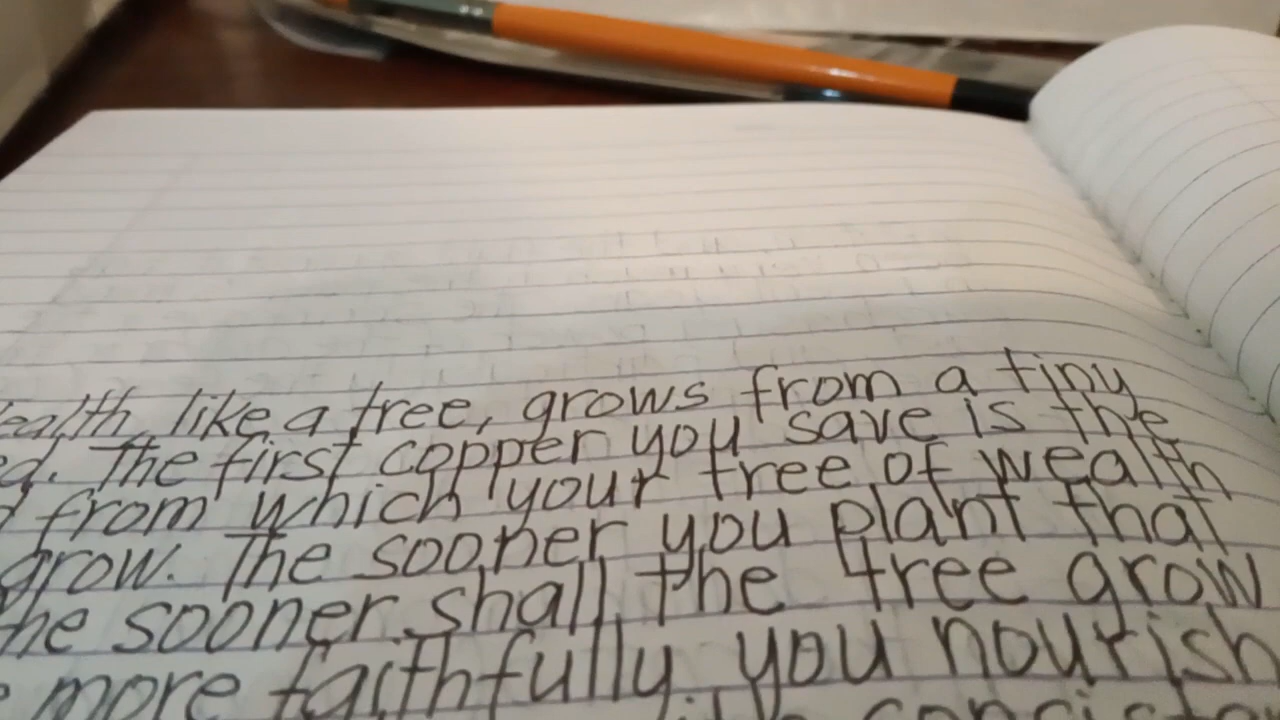 ealth, like a tree, grows from a tiny
d. The first copper you save is the
from which your tree of wealth
grow. The sooner you plant that
he sooner shall the tree grow
more faithfully you nourish
consist